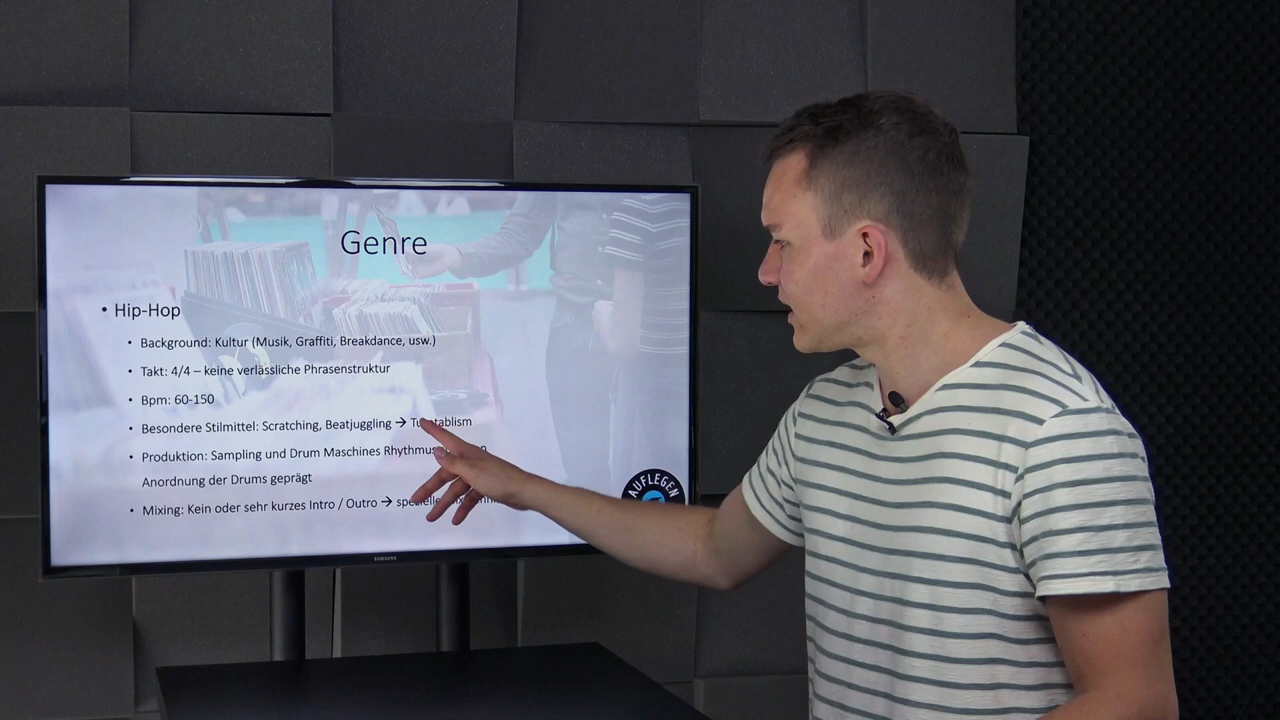 Genre
• Hip-Hop
• Background: Kultur (Musik, Graffiti, Breakdance, usw.)
• Takt: 4/4 – keine verlässliche Phrasenstruktur
• Bpm: 60-150
• Besondere Stilmittel: Scratching, Beatjuggling → Turntablism
• Produktion: Sampling und Drum Maschines
Anordnung der Drums geprägt
• Mixing: Kein oder sehr kurzes Intro / Outro →
AUFLEGEN
SAMSUNG